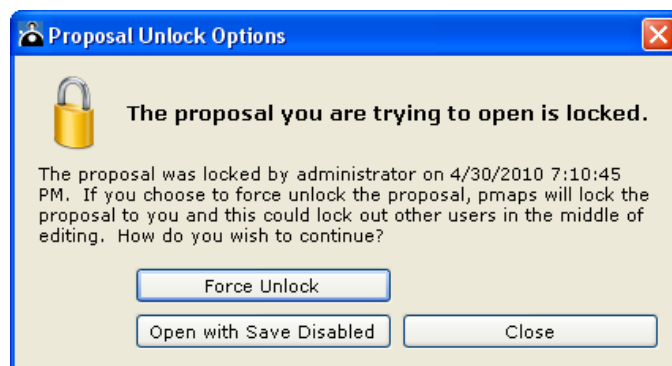 Proposal Unlock Options
The proposal you are trying to open is locked.
The proposal was locked by administrator on 4/30/2010 7:10:45
PM.  If you choose to force unlock the proposal, pmaps will lock the
proposal to you and this could lock out other users in the middle of
editing.  How do you wish to continue?
Force Unlock
Open with Save Disabled
Close